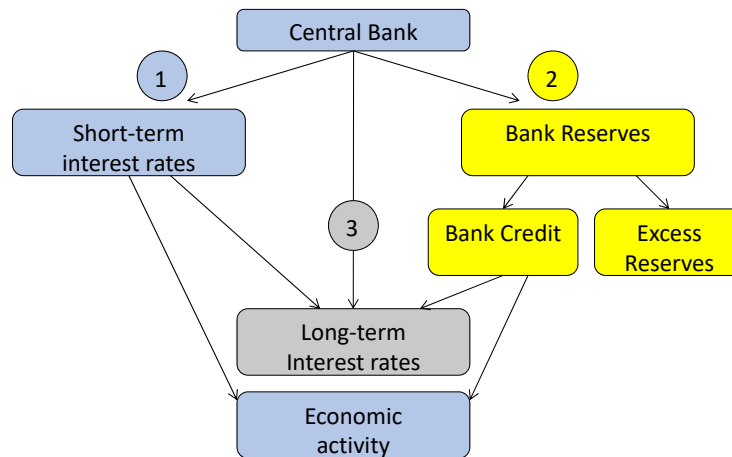 Central Bank
1
2
Short-term
interest rates
Bank Reserves
3
Bank Credit
Excess
Reserves
Long-term
Interest rates
Economic
activity